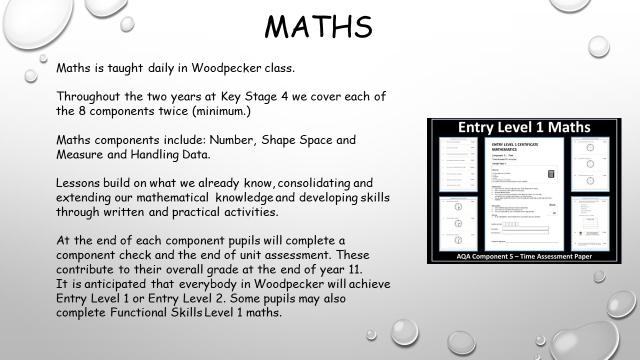 MATHS
Maths is taught daily in Woodpecker class.
Throughout the two years at Key Stage 4 we cover each of
the 8 components twice (minimum.)
Maths components include: Number, Shape Space and
Measure and Handling Data.
Lessons build on what we already know, consolidating and
extending our mathematical knowledge and developing skills
through written and practical activities.
At the end of each component pupils will complete a
component check and the end of unit assessment. These
contribute to their overall grade at the end of year 11.
It is anticipated that everybody in Woodpecker will achieve
Entry Level 1 or Entry Level 2. Some pupils may also
complete Functional Skills Level 1 maths.
Entry Level 1 Maths
ENTRY LEVEL 1 CERTIFICATE
MATHEMATICS
AQA Component 5 – Time Assessment Paper